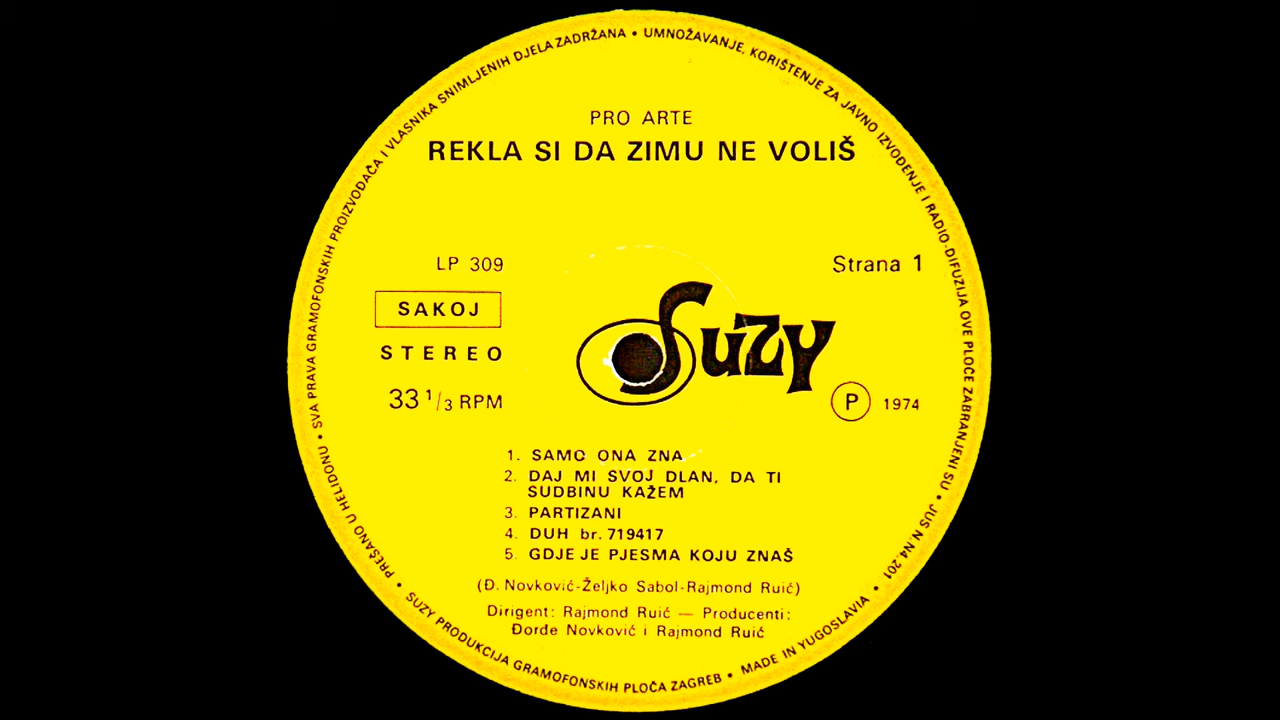 PRO ARTE
REKLA SI DA ZIMU NE VOLIŠ
LP 309
Strana 1
SAKOJ
STEREO
33 1/3 RPM
Suzy
P 1974
1. SAMO ONA ZNA
2. DAJ MI SVOJ DLAN, DA TI
SUDBINU KAŽEM
3. PARTIZANI
4. DUH br. 719417
5. GDJE JE PJESMA KOJU ZNAŠ
(Đ. Novković-Željko Sabol-Rajmond Ruić)
Dirigent: Rajmond Ruić — Producenti:
Đorđe Novković i Rajmond Ruić
• SVA PRAVA GRAMOFONSKIH PROIZVOĐAČA I VLASNIKA SNIMLJENIH DJELA ZADRŽANA • UMNOŽAVANJE, KORIŠTENJE ZA JAVNO IZVOĐENJE I RADIO-DIFUZIJA OVE PLOČE ZABRANJENI SU • JUS N.N4.201 •
• SUZY PRODUKCIJA GRAMOFONSKIH PLOČA ZAGREB • MADE IN YUGOSLAVIA
PREŠANO U HELIDONU